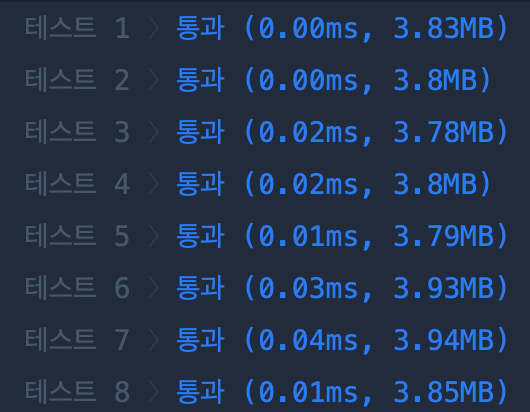 테스트 1 〉 통과 (0.00ms, 3.83MB)
테스트 2 〉 통과 (0.00ms, 3.8MB)
테스트 3 〉 통과 (0.02ms, 3.78MB)
테스트 4 〉 통과 (0.02ms, 3.8MB)
테스트 5 〉 통과 (0.01ms, 3.79MB)
테스트 6 〉 통과 (0.03ms, 3.93MB)
테스트 7 〉 통과 (0.04ms, 3.94MB)
테스트 8 〉 통과 (0.01ms, 3.85MB)